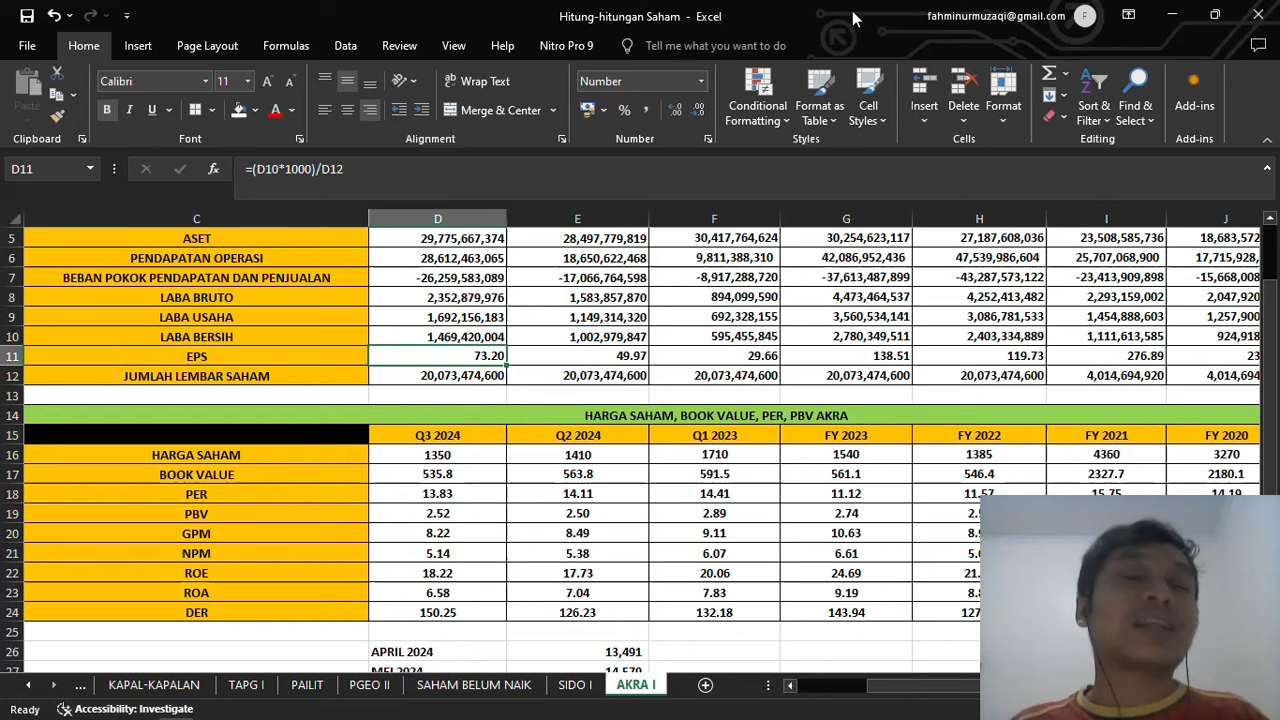 Hitung-hitungan Saham - Excel
fahminurmuzaqi@gmail.com F
File Home Insert Page Layout Formulas Data Review View Help Nitro Pro 9 Tell me what you want to do
Paste
Calibri 11
Wrap Text
Merge & Center
Number
Conditional Formatting
Format as Table
Cell Styles
Insert Delete Format
Sort & Filter
Find & Select
Add-ins
Clipboard Font Alignment Number Styles Cells Editing Add-ins
D11 fx =(D10*1000)/D12
C D E F G H I J
5 ASET 29,775,667,374 28,497,779,819 30,417,764,624 30,254,623,117 27,187,608,036 23,508,585,736 18,683,572
6 PENDAPATAN OPERASI 28,612,463,065 18,650,622,468 9,811,388,310 42,086,952,436 47,539,986,604 25,707,068,900 17,715,928,
7 BEBAN POKOK PENDAPATAN DAN PENJUALAN -26,259,583,089 -17,066,764,598 -8,917,288,720 -37,613,487,899 -43,287,573,122 -23,413,909,898 -15,668,008
8 LABA BRUTO 2,352,879,976 1,583,857,870 894,099,590 4,473,464,537 4,252,413,482 2,293,159,002 2,047,920
9 LABA USAHA 1,692,156,183 1,149,314,320 692,328,155 3,560,534,141 3,086,781,533 1,454,888,603 1,257,900
10 LABA BERSIH 1,469,420,004 1,002,979,847 595,455,845 2,780,349,511 2,403,334,889 1,111,613,565 924,918
11 EPS 73.20 49.97 29.66 138.51 119.73 276.89 23
12 JUMLAH LEMBAR SAHAM 20,073,474,600 20,073,474,600 20,073,474,600 20,073,474,600 20,073,474,600 4,014,694,920 4,014,694
13
14 HARGA SAHAM, BOOK VALUE, PER, PBV AKRA
15 Q3 2024 Q2 2024 Q1 2023 FY 2023 FY 2022 FY 2021 FY 2020
16 HARGA SAHAM 1350 1410 1710 1540 1385 4360 3270
17 BOOK VALUE 535.8 563.8 591.5 561.1 546.4 2327.7 2180.1
18 PER 13.83 14.11 14.41 11.12 11.57 15.75 14.19
19 PBV 2.52 2.50 2.89 2.74
20 GPM 8.22 8.49 9.11 10.63
21 NPM 5.14 5.38 6.07 6.61
22 ROE 18.22 17.73 20.06 24.69
23 ROA 6.58 7.04 7.83 9.19
24 DER 150.25 126.23 132.18 143.94
25
26 APRIL 2024 13,491
27 MEI 2024 14,579
... KAPAL-KAPALAN TAPG I PAILIT PGEO II SAHAM BELUM NAIK SIDO I AKRA I
Ready Accessibility: Investigate